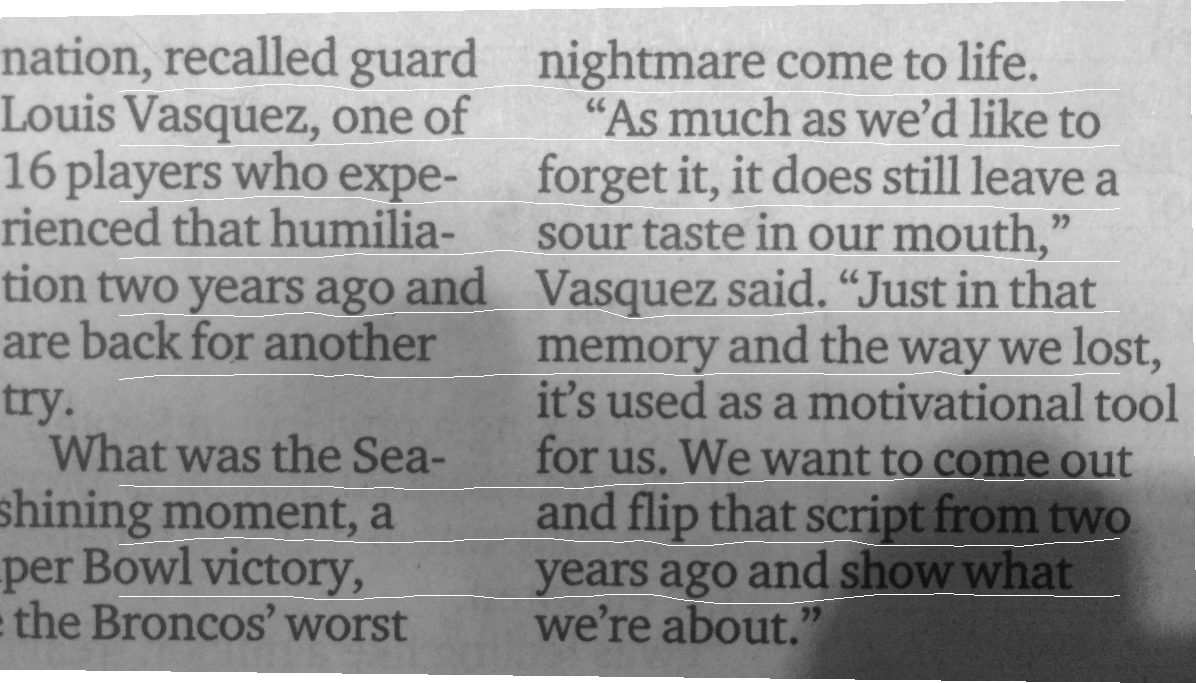 nation, recalled guard
Louis Vasquez, one of
16 players who expe-
rienced that humilia-
tion two years ago and
are back for another
try.
What was the Sea-
shining moment, a
per Bowl victory,
the Broncos’ worst
nightmare come to life.
“As much as we’d like to
forget it, it does still leave a
sour taste in our mouth,”
Vasquez said. “Just in that
memory and the way we lost,
it’s used as a motivational tool
for us. We want to come out
and flip that script from two
years ago and show what
we’re about.”